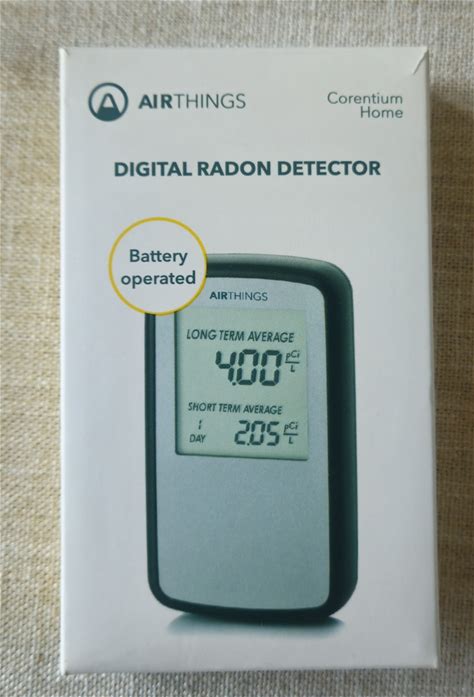 AIRTHINGS
Corentium
Home
DIGITAL RADON DETECTOR
Battery
operated
AIRTHINGS
LONG TERM AVERAGE
4.00 pCi/L
SHORT TERM AVERAGE
1 DAY 2.05 pCi/L